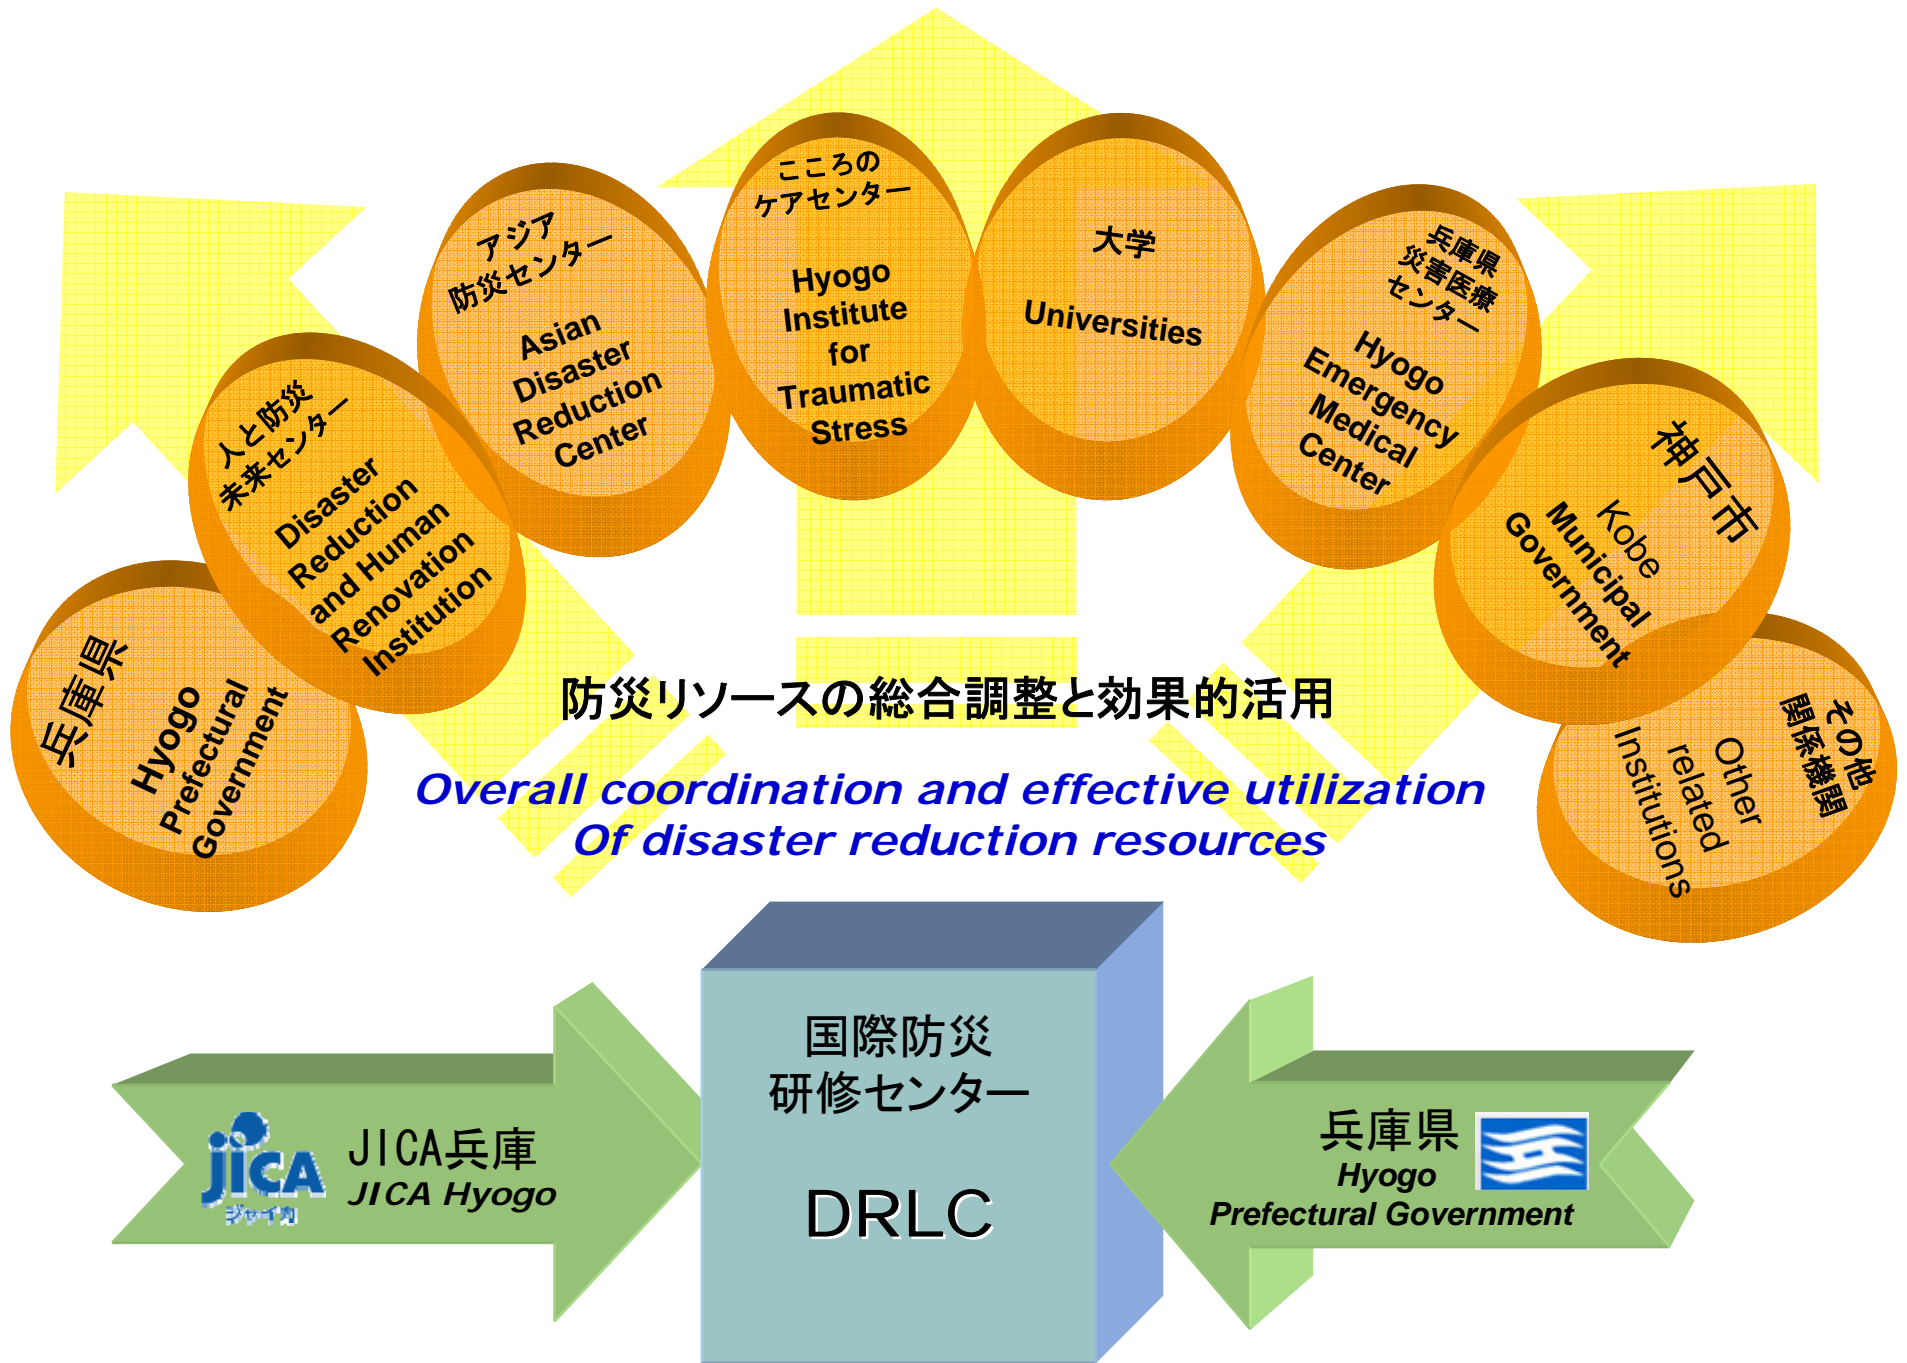 兵庫県
Hyogo
Prefectural
Government
人と防災
未来センター
Disaster
Reduction
and Human
Renovation
Institution
アジア
防災センター
Asian
Disaster
Reduction
Center
こころの
ケアセンター
Hyogo
Institute
for
Traumatic
Stress
大学
Universities
兵庫県
災害医療
センター
Hyogo
Emergency
Medical
Center
神戸市
Kobe
Municipal
Government
その他
関係機関
Other
related
Institutions
防災リソースの総合調整と効果的活用
Overall coordination and effective utilization
Of disaster reduction resources
国際防災
研修センター
DRLC
jICA
ジャイカ
JICA兵庫
JICA Hyogo
兵庫県
Hyogo
Prefectural Government